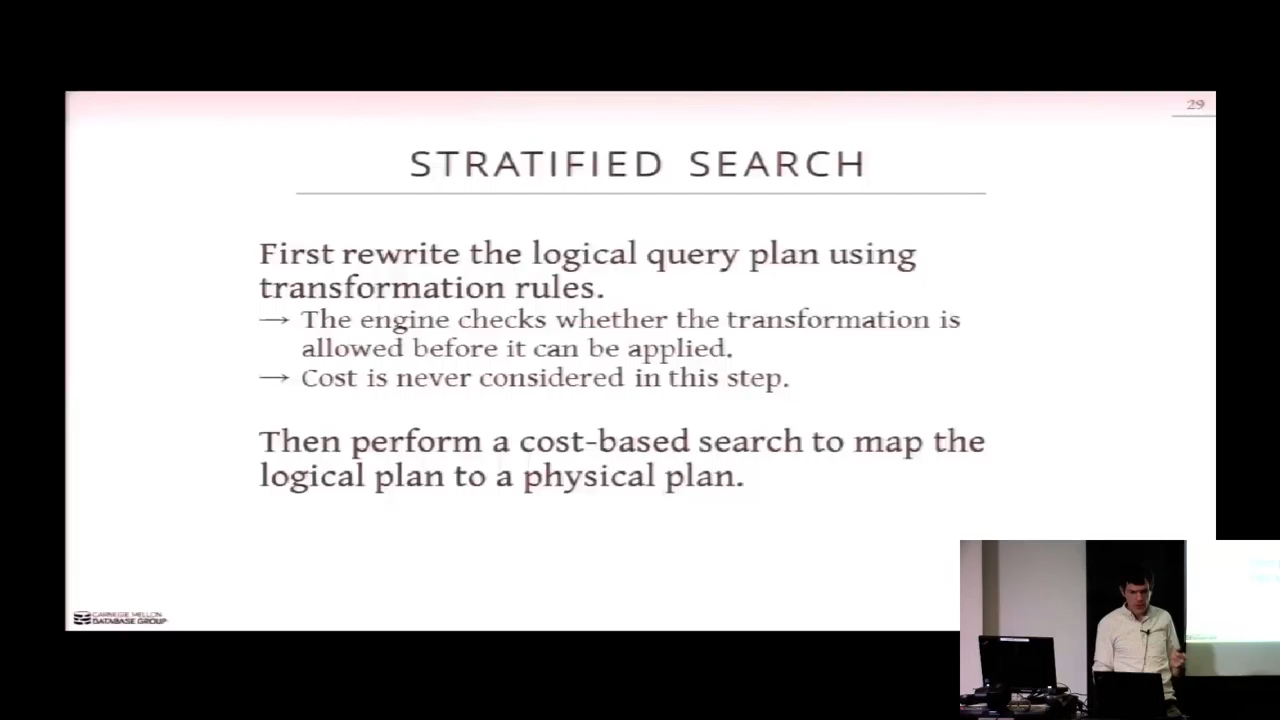 29
STRATIFIED SEARCH
First rewrite the logical query plan using
transformation rules.
→ The engine checks whether the transformation is
allowed before it can be applied.
→ Cost is never considered in this step.
Then perform a cost-based search to map the
logical plan to a physical plan.
CARNEGIE MELLON
DATABASE GROUP